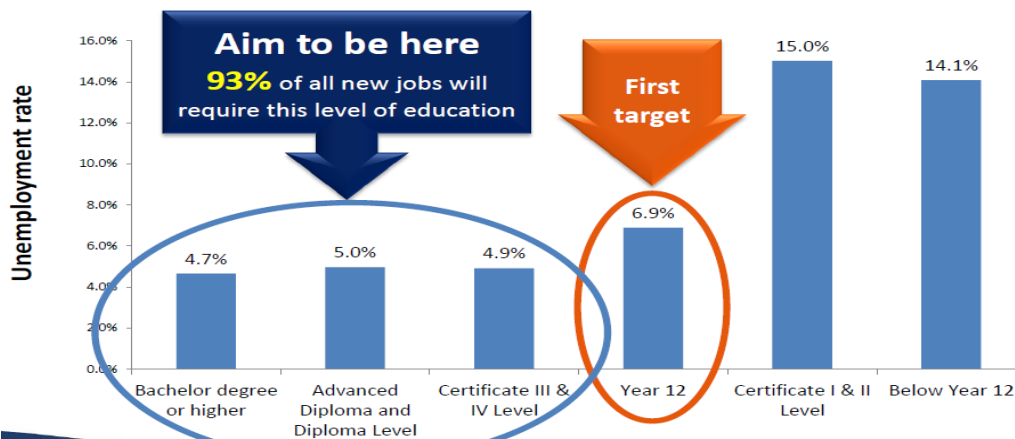 Aim to be here
93% of all new jobs will
require this level of education
First
target
Unemployment rate
16.0%
14.0%
12.0%
10.0%
8.0%
6.0%
4.0%
2.0%
0.0%
4.7%
5.0%
4.9%
6.9%
15.0%
14.1%
Bachelor degree
or higher
Advanced
Diploma and
Diploma Level
Certificate III &
IV Level
Year 12
Certificate I & II
Level
Below Year 12